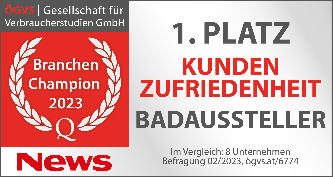 ÖGVS | Gesellschaft für
Verbraucherstudien GmbH
Branchen
Champion
2023
Q
News
1. PLATZ
KUNDEN
ZUFRIEDENHEIT
BADAUSSTELLER
Im Vergleich: 8 Unternehmen
Befragung 02/2023, ögvs.at/6774